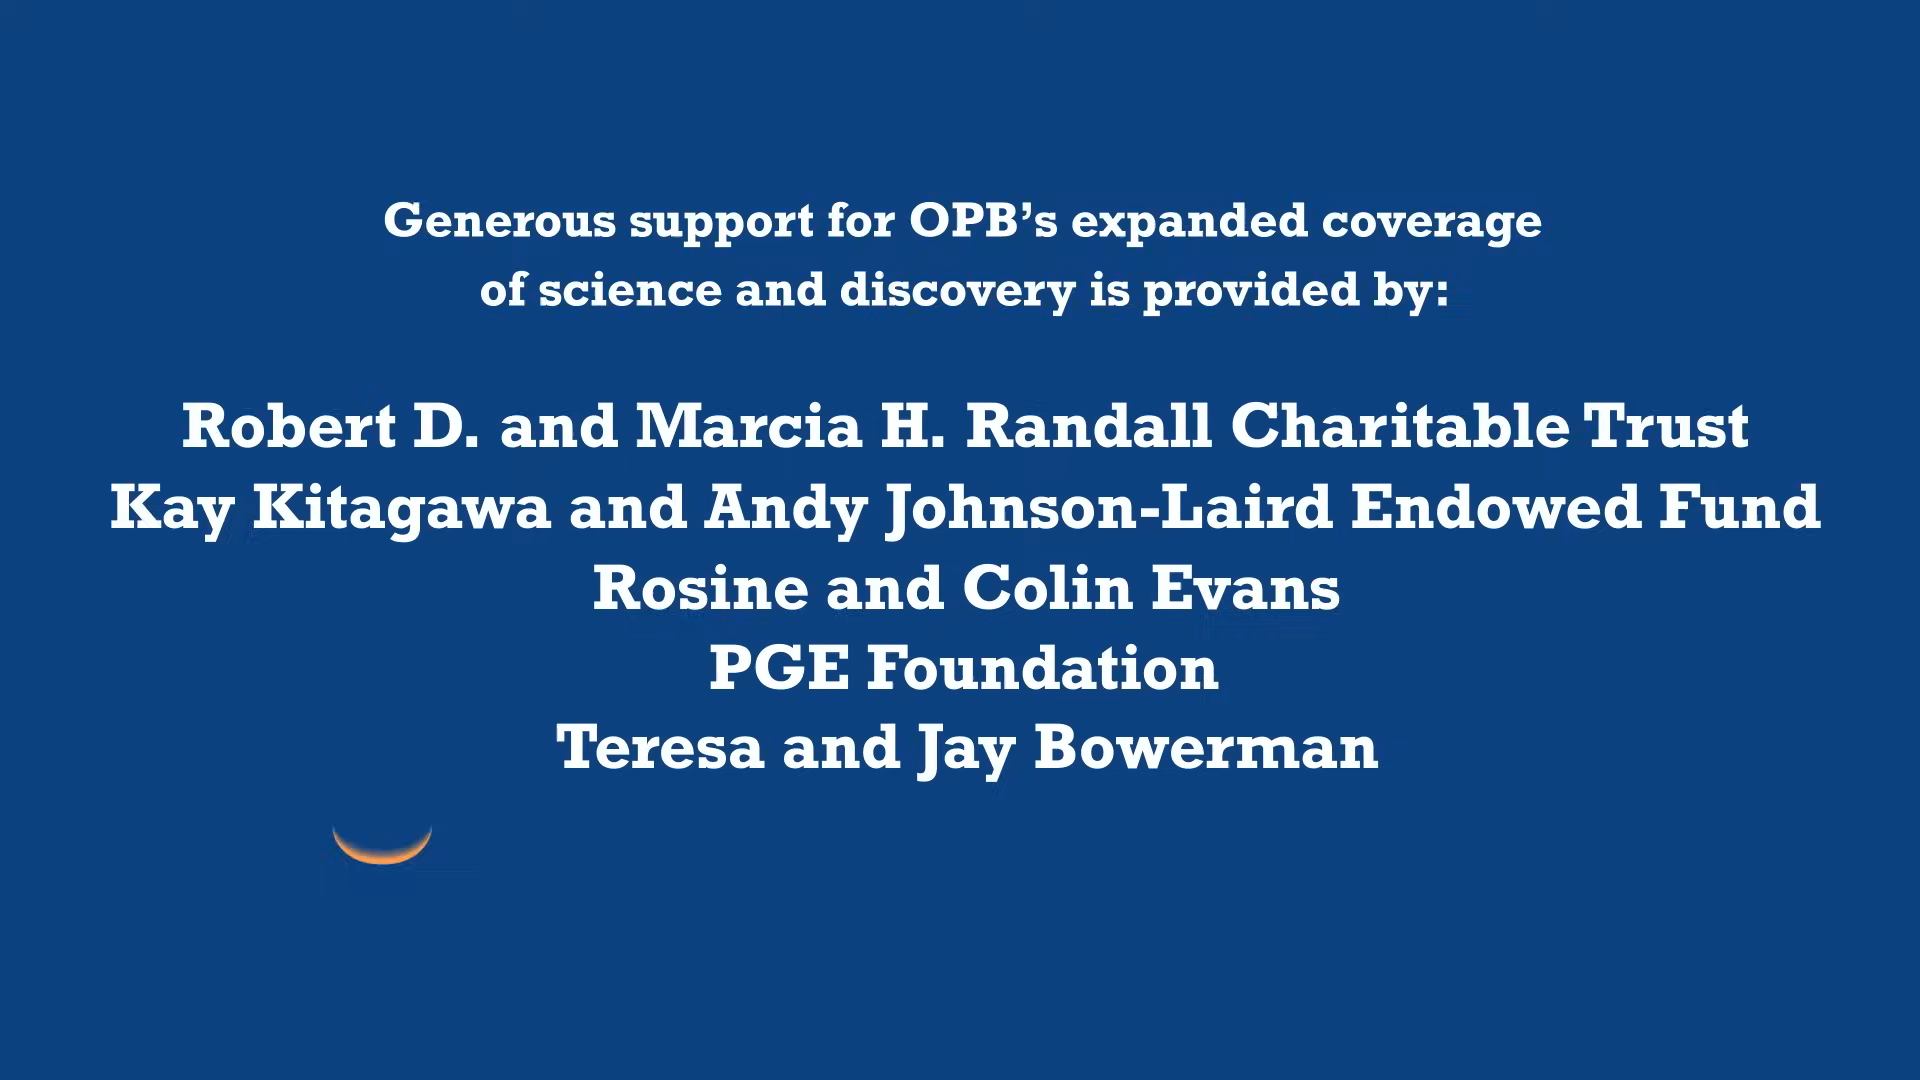 Generous support for OPB’s expanded coverage
of science and discovery is provided by:
Robert D. and Marcia H. Randall Charitable Trust
Kay Kitagawa and Andy Johnson-Laird Endowed Fund
Rosine and Colin Evans
PGE Foundation
Teresa and Jay Bowerman